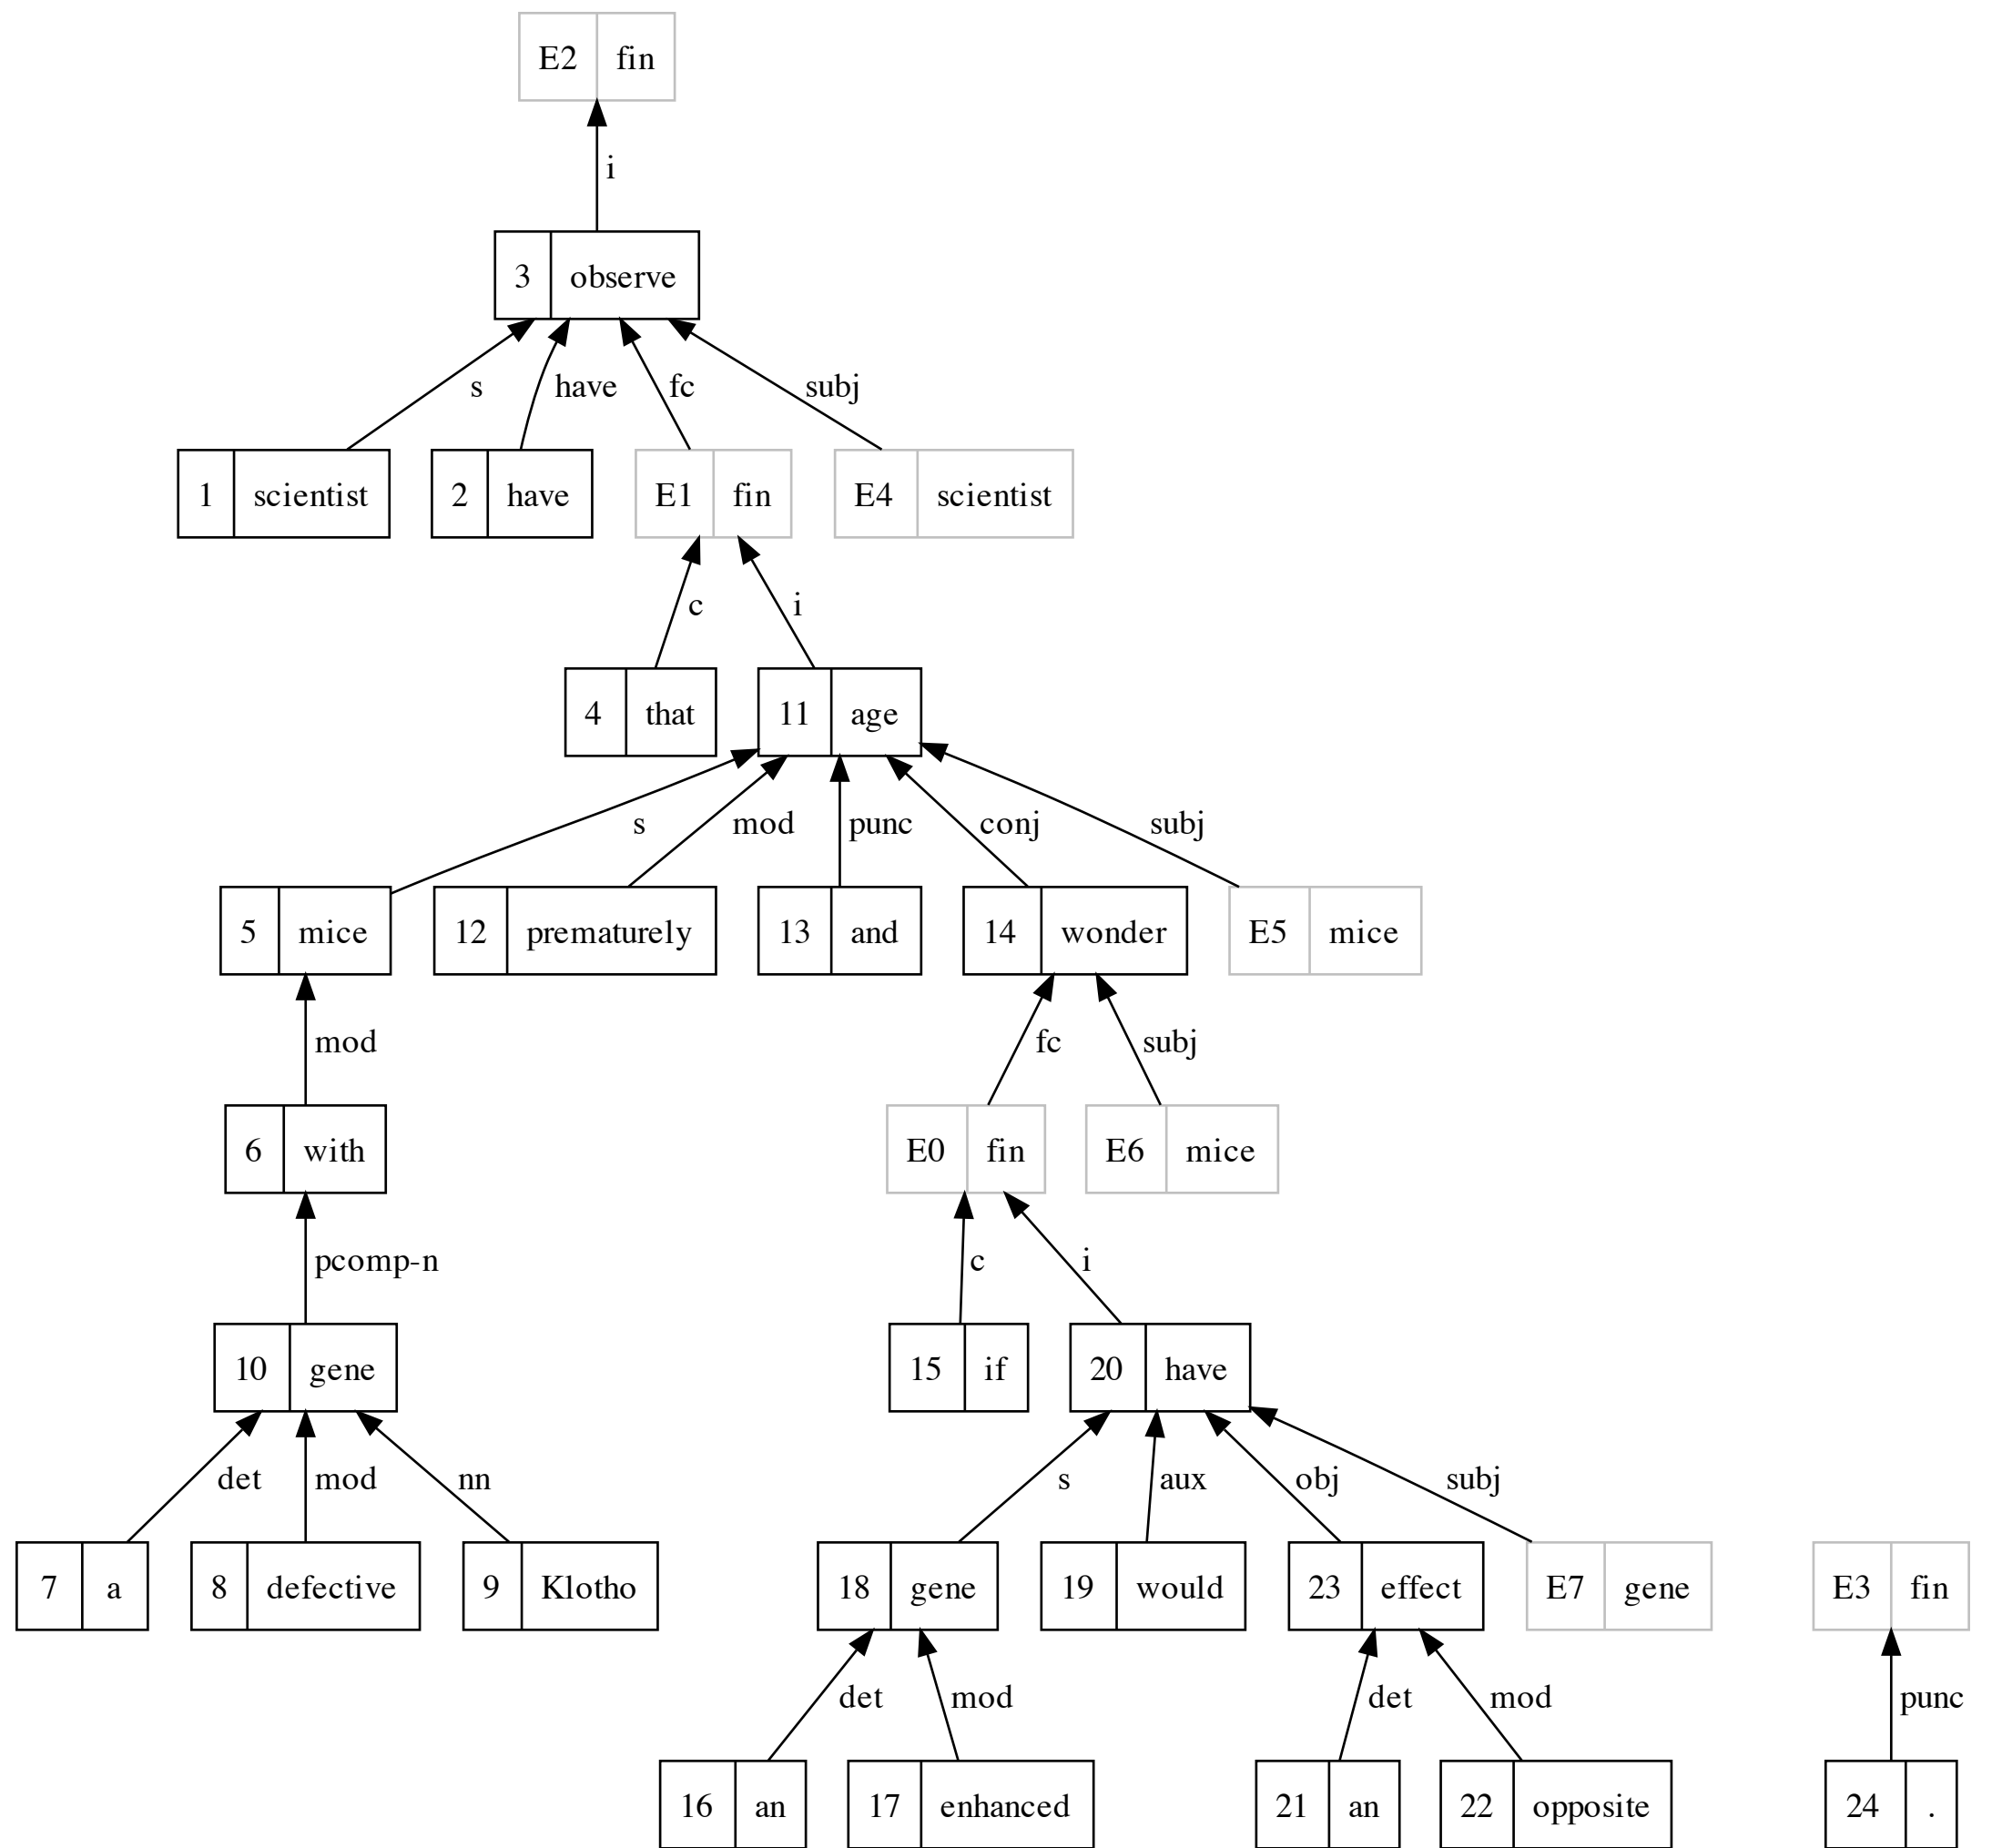 E2 fin
i
3 observe
s have fc subj
1 scientist 2 have E1 fin E4 scientist
c i
4 that 11 age
s mod punc conj subj
5 mice 12 prematurely 13 and 14 wonder E5 mice
mod fc subj
6 with E0 fin E6 mice
pcomp-n c i
10 gene 15 if 20 have
det mod nn s aux obj subj
7 a 8 defective 9 Klotho 18 gene 19 would 23 effect E7 gene E3 fin
det mod det mod punc
16 an 17 enhanced 21 an 22 opposite 24 .